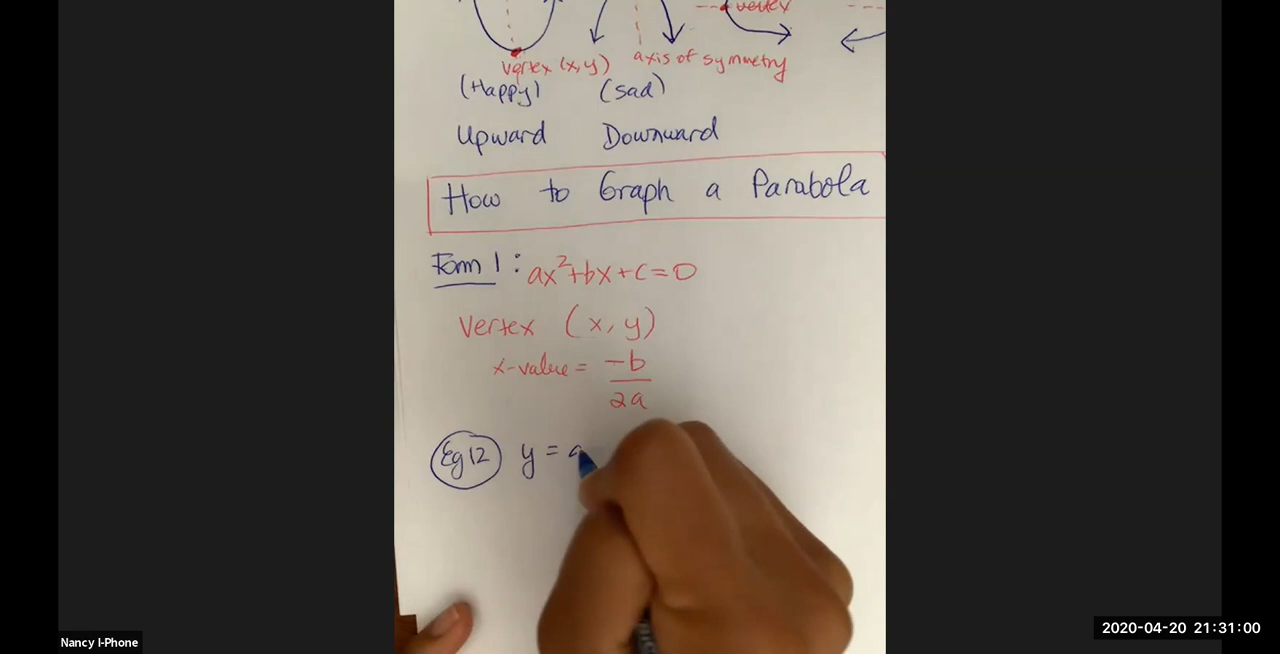 vertex
vertex (x,y) axis of symmetry
(Happy) (Sad)
Upward Downward
How to Graph a Parabola
Form 1: ax²+bx+c=0
Vertex (x, y)
x-value = -b
2a
Eg 12 y =
Nancy I-Phone
2020-04-20 21:31:00